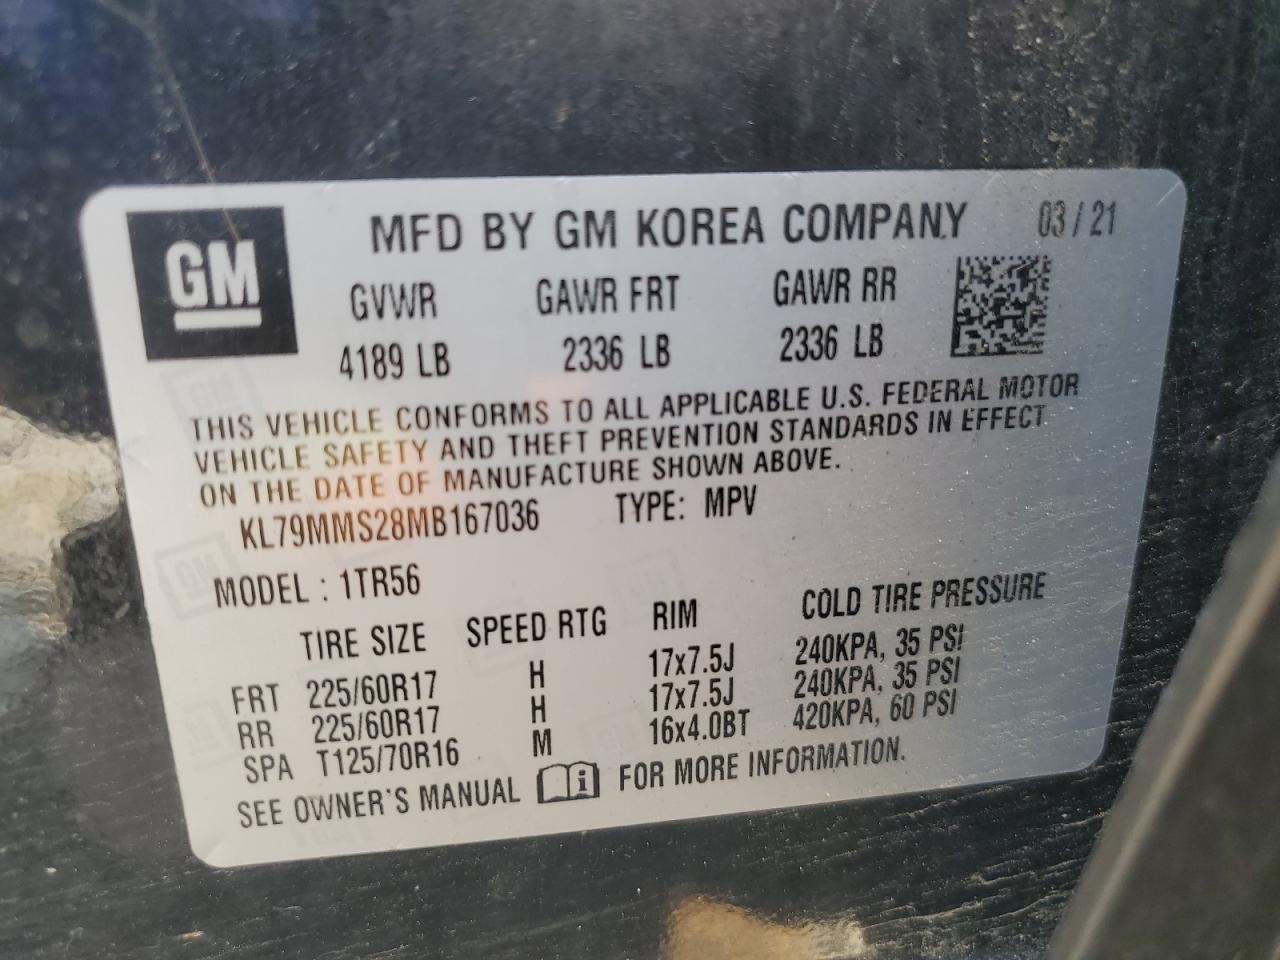 GM
MFD BY GM KOREA COMPANY 03 / 21
GVWR GAWR FRT GAWR RR
4189 LB 2336 LB 2336 LB
THIS VEHICLE CONFORMS TO ALL APPLICABLE U.S. FEDERAL MOTOR
VEHICLE SAFETY AND THEFT PREVENTION STANDARDS IN EFFECT
ON THE DATE OF MANUFACTURE SHOWN ABOVE.
KL79MMS28MB167036 TYPE: MPV
MODEL : 1TR56
TIRE SIZE SPEED RTG RIM COLD TIRE PRESSURE
FRT 225/60R17 H 17x7.5J 240KPA, 35 PSI
RR 225/60R17 H 17x7.5J 240KPA, 35 PSI
SPA T125/70R16 M 16x4.0BT 420KPA, 60 PSI
SEE OWNER'S MANUAL FOR MORE INFORMATION.